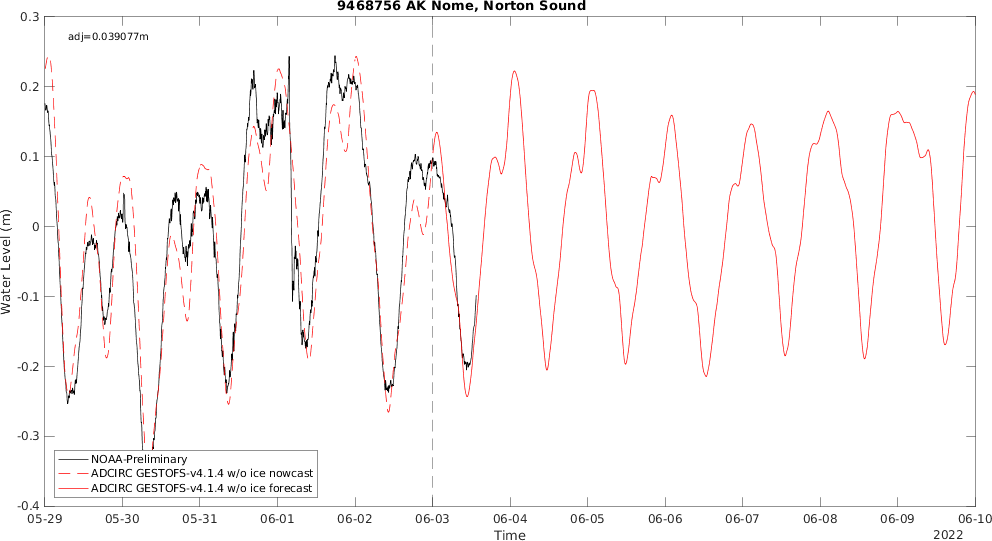 9468756 AK Nome, Norton Sound
adj=0.039077m
0.3
0.2
0.1
0
-0.1
-0.2
-0.3
-0.4
Water Level (m)
NOAA-Preliminary
ADCIRC GESTOFS-v4.1.4 w/o ice nowcast
ADCIRC GESTOFS-v4.1.4 w/o ice forecast
05-29 05-30 05-31 06-01 06-02 06-03 06-04 06-05 06-06 06-07 06-08 06-09 06-10
Time
2022